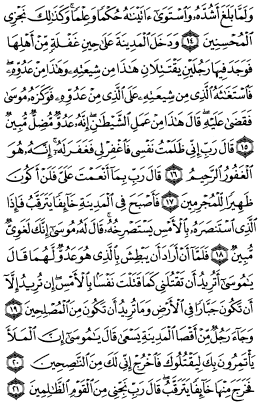 وَلَمَّا بَلَغَ أَشُدَّهُۥ وَٱسۡتَوَىٰٓ ءَاتَيۡنَٰهُ حُكۡمٗا وَعِلۡمٗاۚ وَكَذَٰلِكَ نَجۡزِي
ٱلۡمُحۡسِنِينَ ١٤ وَدَخَلَ ٱلۡمَدِينَةَ عَلَىٰ حِينِ غَفۡلَةٖ مِّنۡ أَهۡلِهَا
فَوَجَدَ فِيهَا رَجُلَيۡنِ يَقۡتَتِلَانِ هَٰذَا مِن شِيعَتِهِۦ وَهَٰذَا مِنۡ عَدُوِّهِۦۖ
فَٱسۡتَغَٰثَهُ ٱلَّذِي مِن شِيعَتِهِۦ عَلَى ٱلَّذِي مِنۡ عَدُوِّهِۦ فَوَكَزَهُۥ مُوسَىٰ
فَقَضَىٰ عَلَيۡهِۖ قَالَ هَٰذَا مِنۡ عَمَلِ ٱلشَّيۡطَٰنِۖ إِنَّهُۥ عَدُوّٞ مُّضِلّٞ مُّبِينٞ
١٥ قَالَ رَبِّ إِنِّي ظَلَمۡتُ نَفۡسِي فَٱغۡفِرۡ لِي فَغَفَرَ لَهُۥٓۚ إِنَّهُۥ هُوَ
ٱلۡغَفُورُ ٱلرَّحِيمُ ١٦ قَالَ رَبِّ بِمَآ أَنۡعَمۡتَ عَلَيَّ فَلَنۡ أَكُونَ
ظَهِيرٗا لِّلۡمُجۡرِمِينَ ١٧ فَأَصۡبَحَ فِي ٱلۡمَدِينَةِ خَآئِفٗا يَتَرَقَّبُ فَإِذَا
ٱلَّذِي ٱسۡتَنصَرَهُۥ بِٱلۡأَمۡسِ يَسۡتَصۡرِخُهُۥۚ قَالَ لَهُۥ مُوسَىٰٓ إِنَّكَ لَغَوِيّٞ
مُّبِينٞ ١٨ فَلَمَّآ أَنۡ أَرَادَ أَن يَبۡطِشَ بِٱلَّذِي هُوَ عَدُوّٞ لَّهُمَا قَالَ
يَٰمُوسَىٰٓ أَتُرِيدُ أَن تَقۡتُلَنِي كَمَا قَتَلۡتَ نَفۡسَۢا بِٱلۡأَمۡسِۖ إِن تُرِيدُ إِلَّآ
أَن تَكُونَ جَبَّارٗا فِي ٱلۡأَرۡضِ وَمَا تُرِيدُ أَن تَكُونَ مِنَ ٱلۡمُصۡلِحِينَ ١٩
وَجَآءَ رَجُلٞ مِّنۡ أَقۡصَا ٱلۡمَدِينَةِ يَسۡعَىٰ قَالَ يَٰمُوسَىٰٓ إِنَّ ٱلۡمَلَأَ
يَأۡتَمِرُونَ بِكَ لِيَقۡتُلُوكَ فَٱخۡرُجۡ إِنِّي لَكَ مِنَ ٱلنَّٰصِحِينَ ٢٠
فَخَرَجَ مِنۡهَا خَآئِفٗا يَتَرَقَّبُۖ قَالَ رَبِّ نَجِّنِي مِنَ ٱلۡقَوۡمِ ٱلظَّٰلِمِينَ ٢١